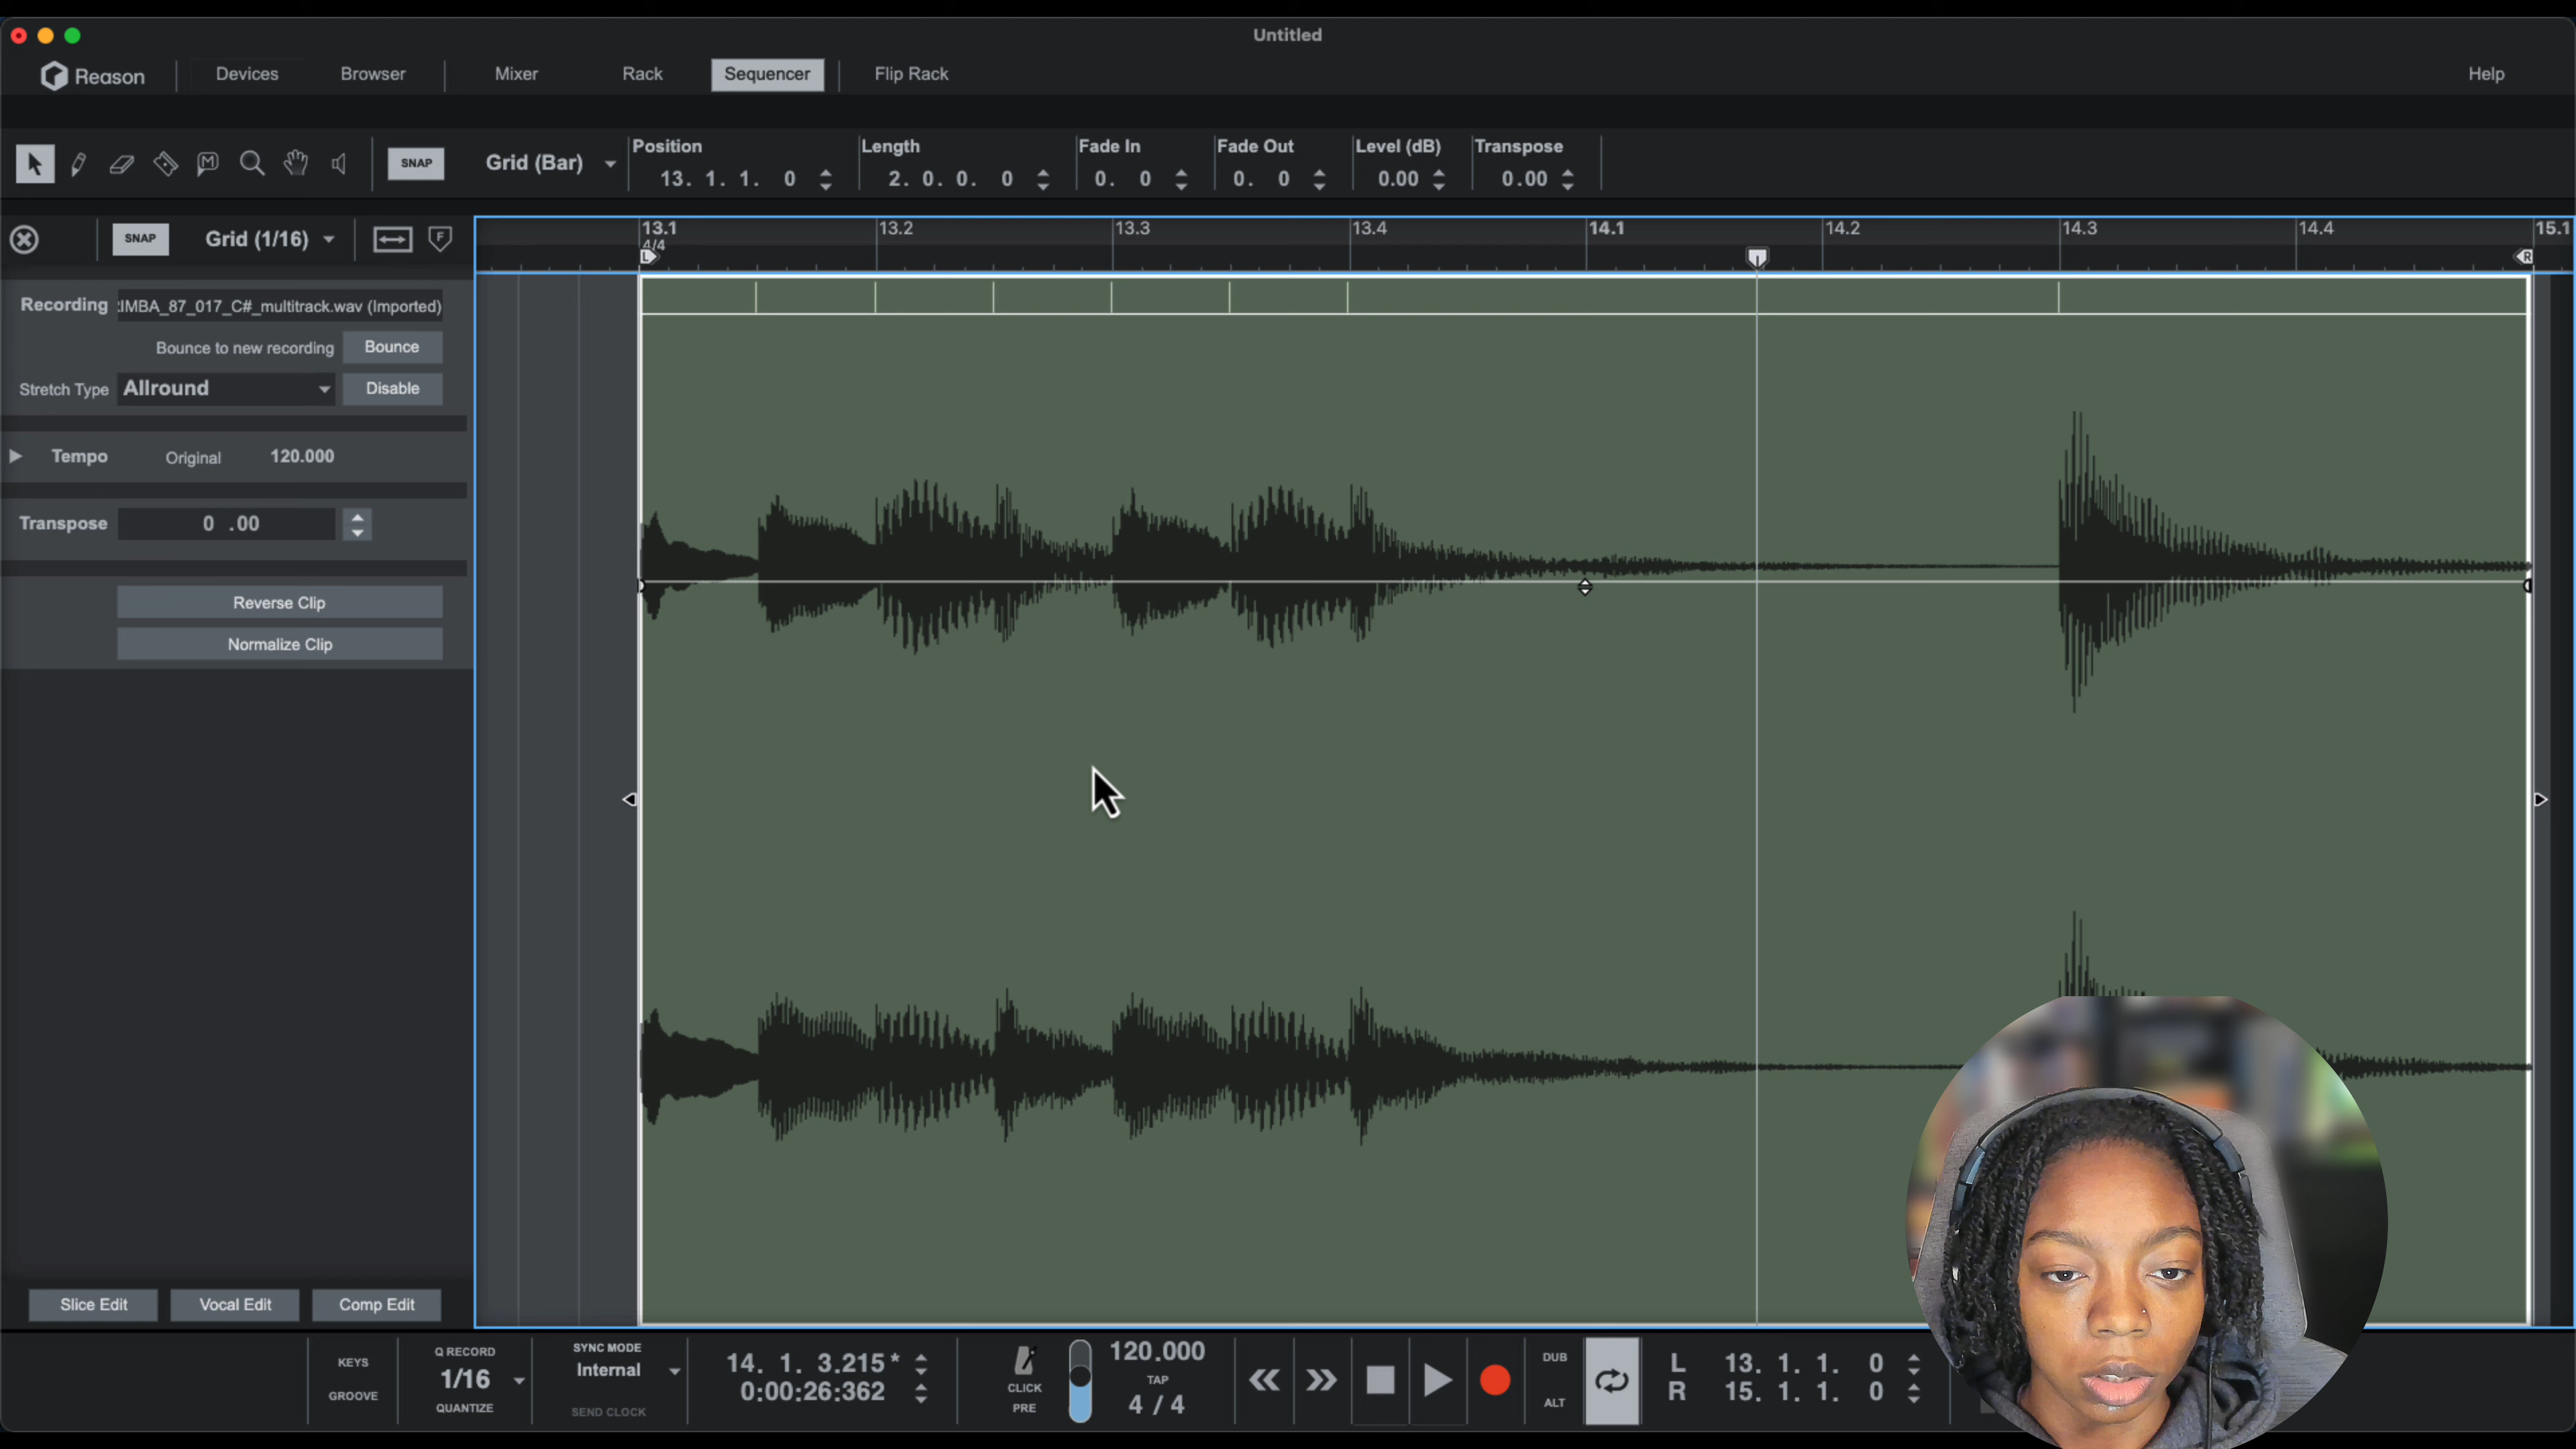 Untitled
Reason Devices Browser Mixer Rack Sequencer Flip Rack Help
M SNAP Grid (Bar)
Position Length Fade In Fade Out Level (dB) Transpose
13. 1. 1. 0 2. 0. 0. 0 0. 0 0. 0 0.00 0.00
SNAP Grid (1/16) F
13.1 13.2 13.3 13.4 14.1 14.2 14.3 14.4 15.1
4/4
L R
Recording IMBA_87_017_C#_multitrack.wav (Imported)
Bounce to new recording Bounce
Stretch Type Allround Disable
Tempo Original 120.000
Transpose 0 .00
Reverse Clip
Normalize Clip
Slice Edit Vocal Edit Comp Edit
KEYS
GROOVE
Q RECORD
1/16
QUANTIZE
SYNC MODE
Internal
SEND CLOCK
14. 1. 3.215 *
0:00:26:362
CLICK
PRE
120.000
TAP
4 / 4
DUB
ALT
L 13. 1. 1. 0
R 15. 1. 1. 0